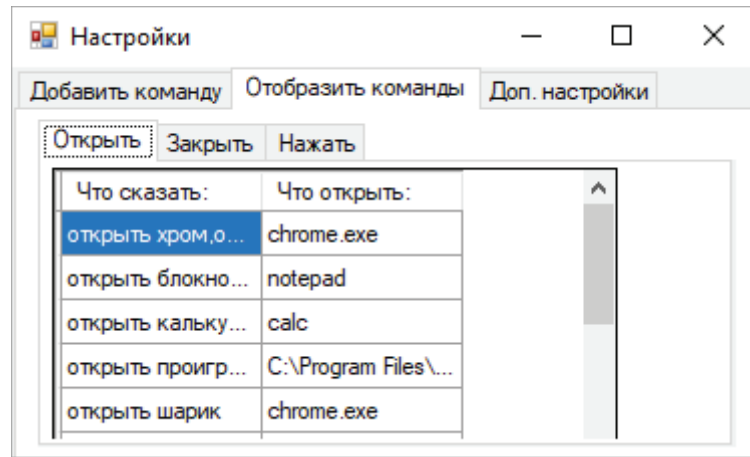 Настройки
Добавить команду Отобразить команды Доп. настройки
Открыть Закрыть Нажать
Что сказать: Что открыть:
открыть хром,о... chrome.exe
открыть блокно... notepad
открыть кальку... calc
открыть проигр... C:\Program Files\...
открыть шарик chrome.exe